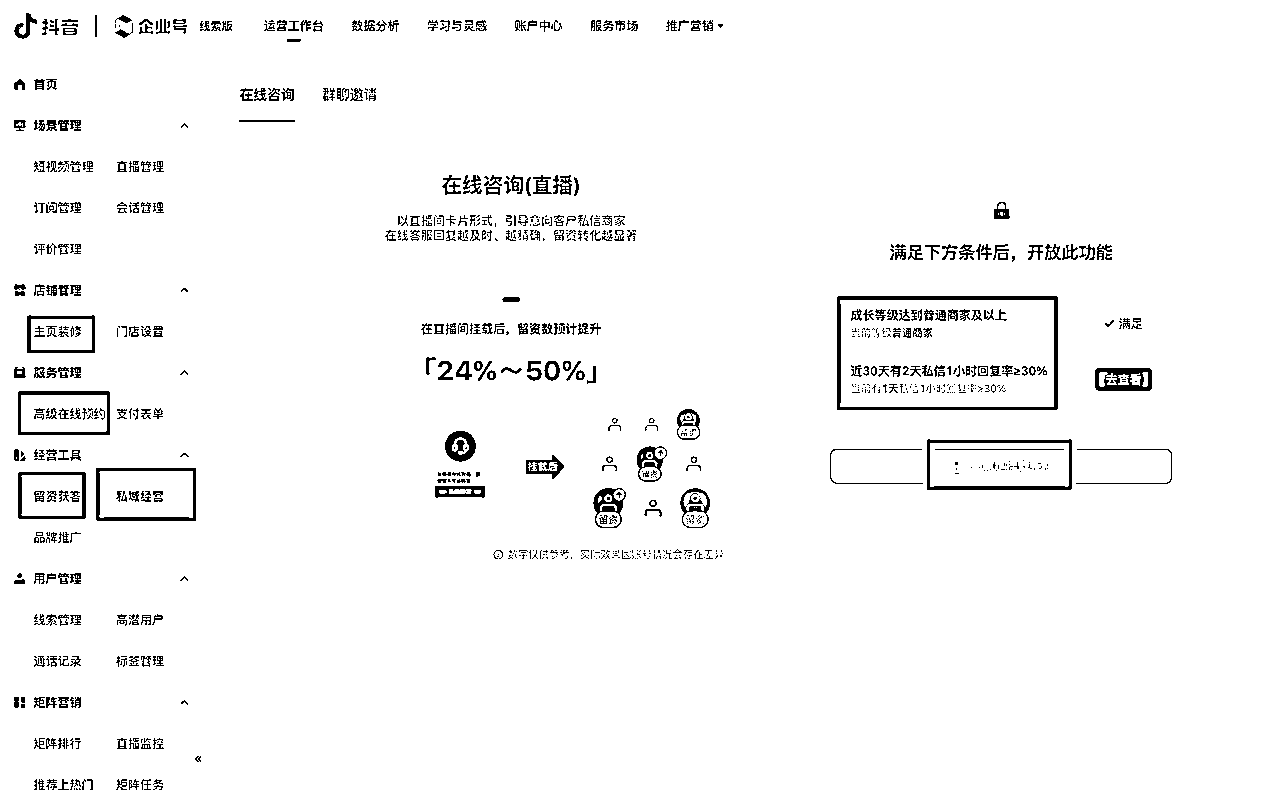 抖音 企业号 线索版 运营工作台 数据分析 学习与灵感 账户中心 服务市场 推广营销
首页
场景管理
短视频管理 直播管理
订阅管理 会话管理
评价管理
店铺管理
主页装修 门店设置
服务管理
高级在线预约 支付表单
经营工具
留资获客 私域经营
品牌推广
用户管理
线索管理 高潜用户
通话记录 标签管理
矩阵营销
矩阵排行 直播监控
推荐上热门 矩阵任务
«
在线咨询 群聊邀请
在线咨询(直播)
以直播间卡片形式，引导意向客户私信商家
在线客服回复越及时、越精确，留资转化越显著
在直播间挂载后，留资数预计提升
「24%～50%」
挂载后
留资
留资
留资
留资
数字仅供参考，实际效果因账号情况会存在差异
满足下方条件后，开放此功能
成长等级达到普通商家及以上
当前等级普通商家
满足
近30天有2天私信1小时回复率≥30%
当前有1天私信1小时回复率≥30%
【去查看】